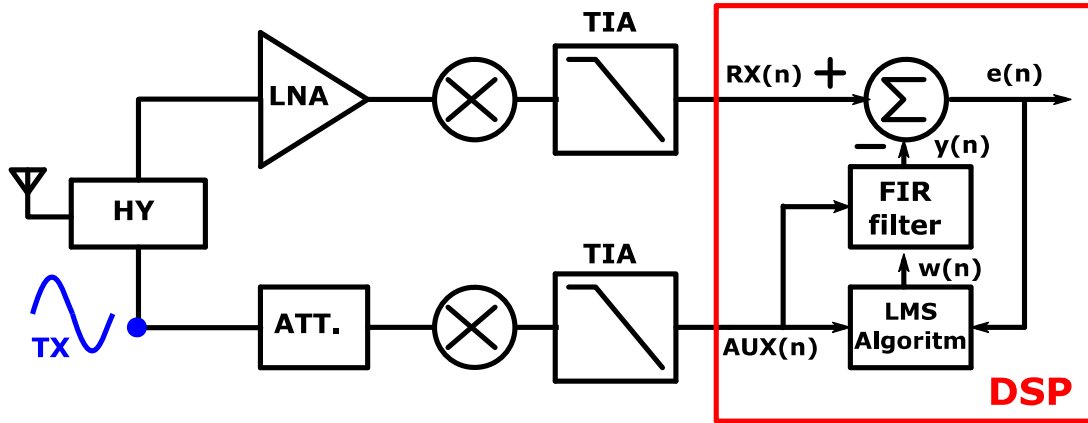 TIA
LNA
RX(n)
+
Σ
e(n)
−
y(n)
HY
FIR
filter
TX
ATT.
TIA
AUX(n)
w(n)
LMS
Algoritm
DSP